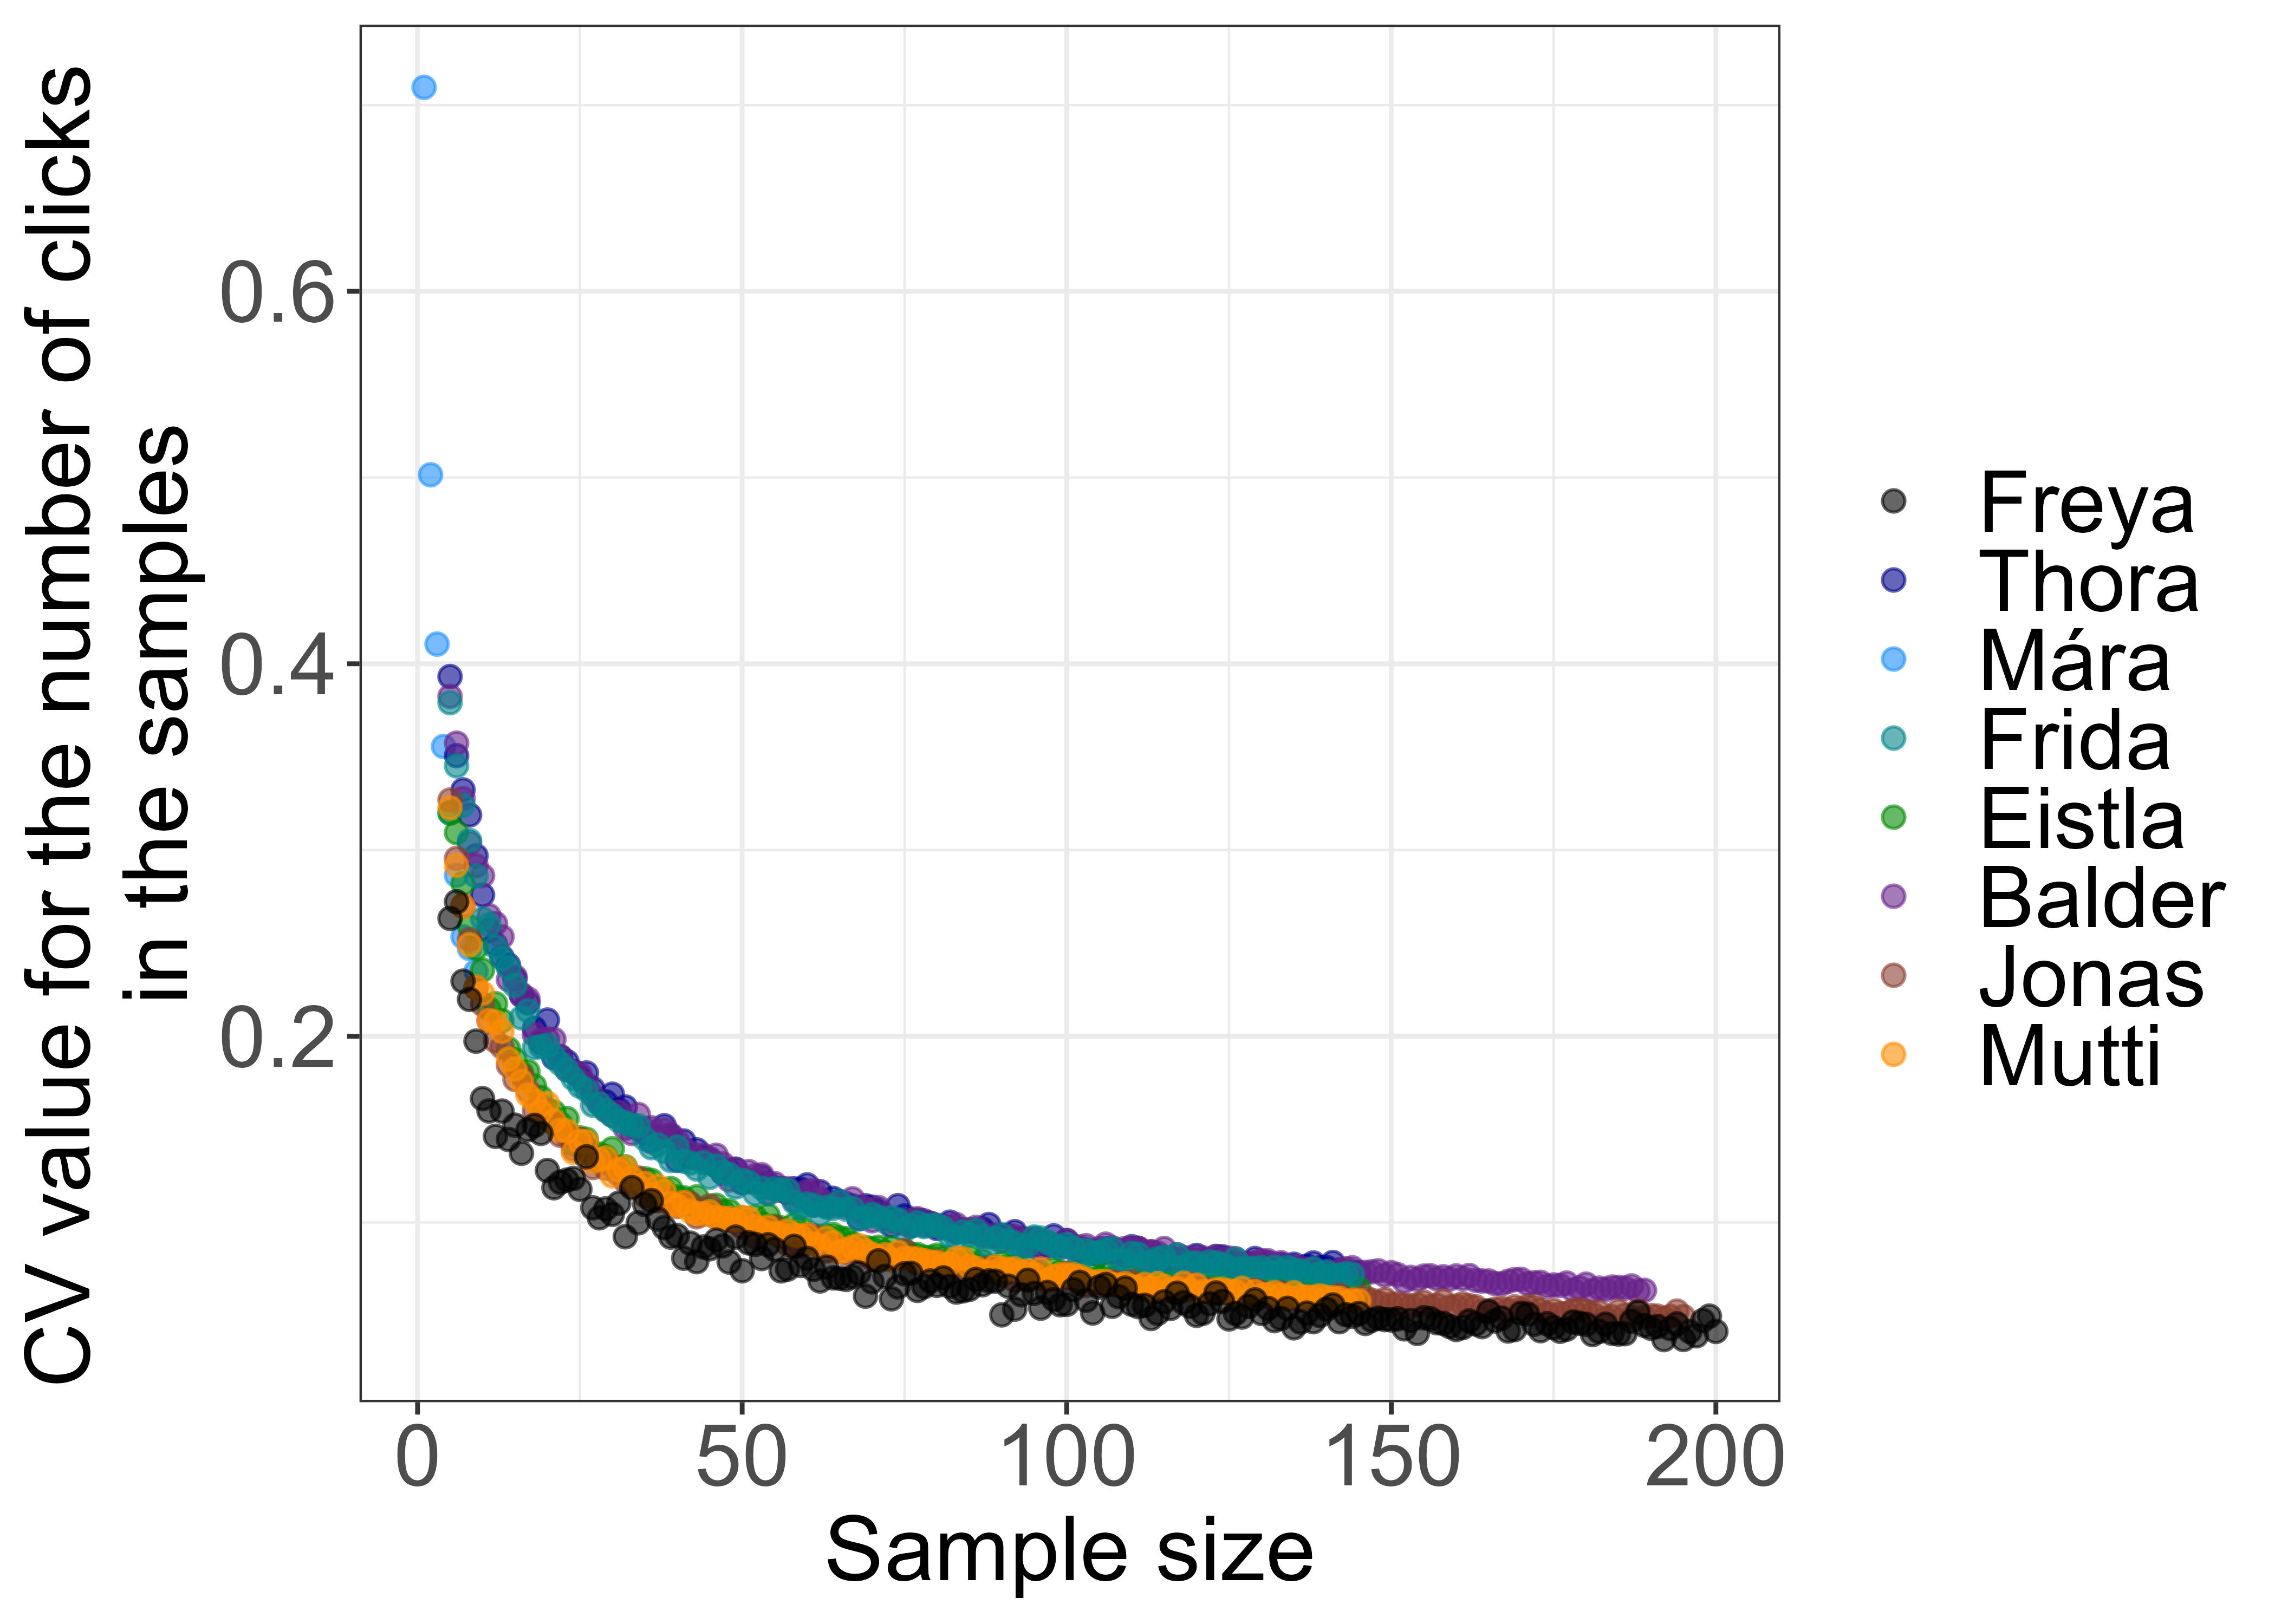 CV value for the number of clicks
in the samples
0.6
0.4
0.2
0
50
100
150
200
Sample size
Freya
Thora
Mára
Frida
Eistla
Balder
Jonas
Mutti